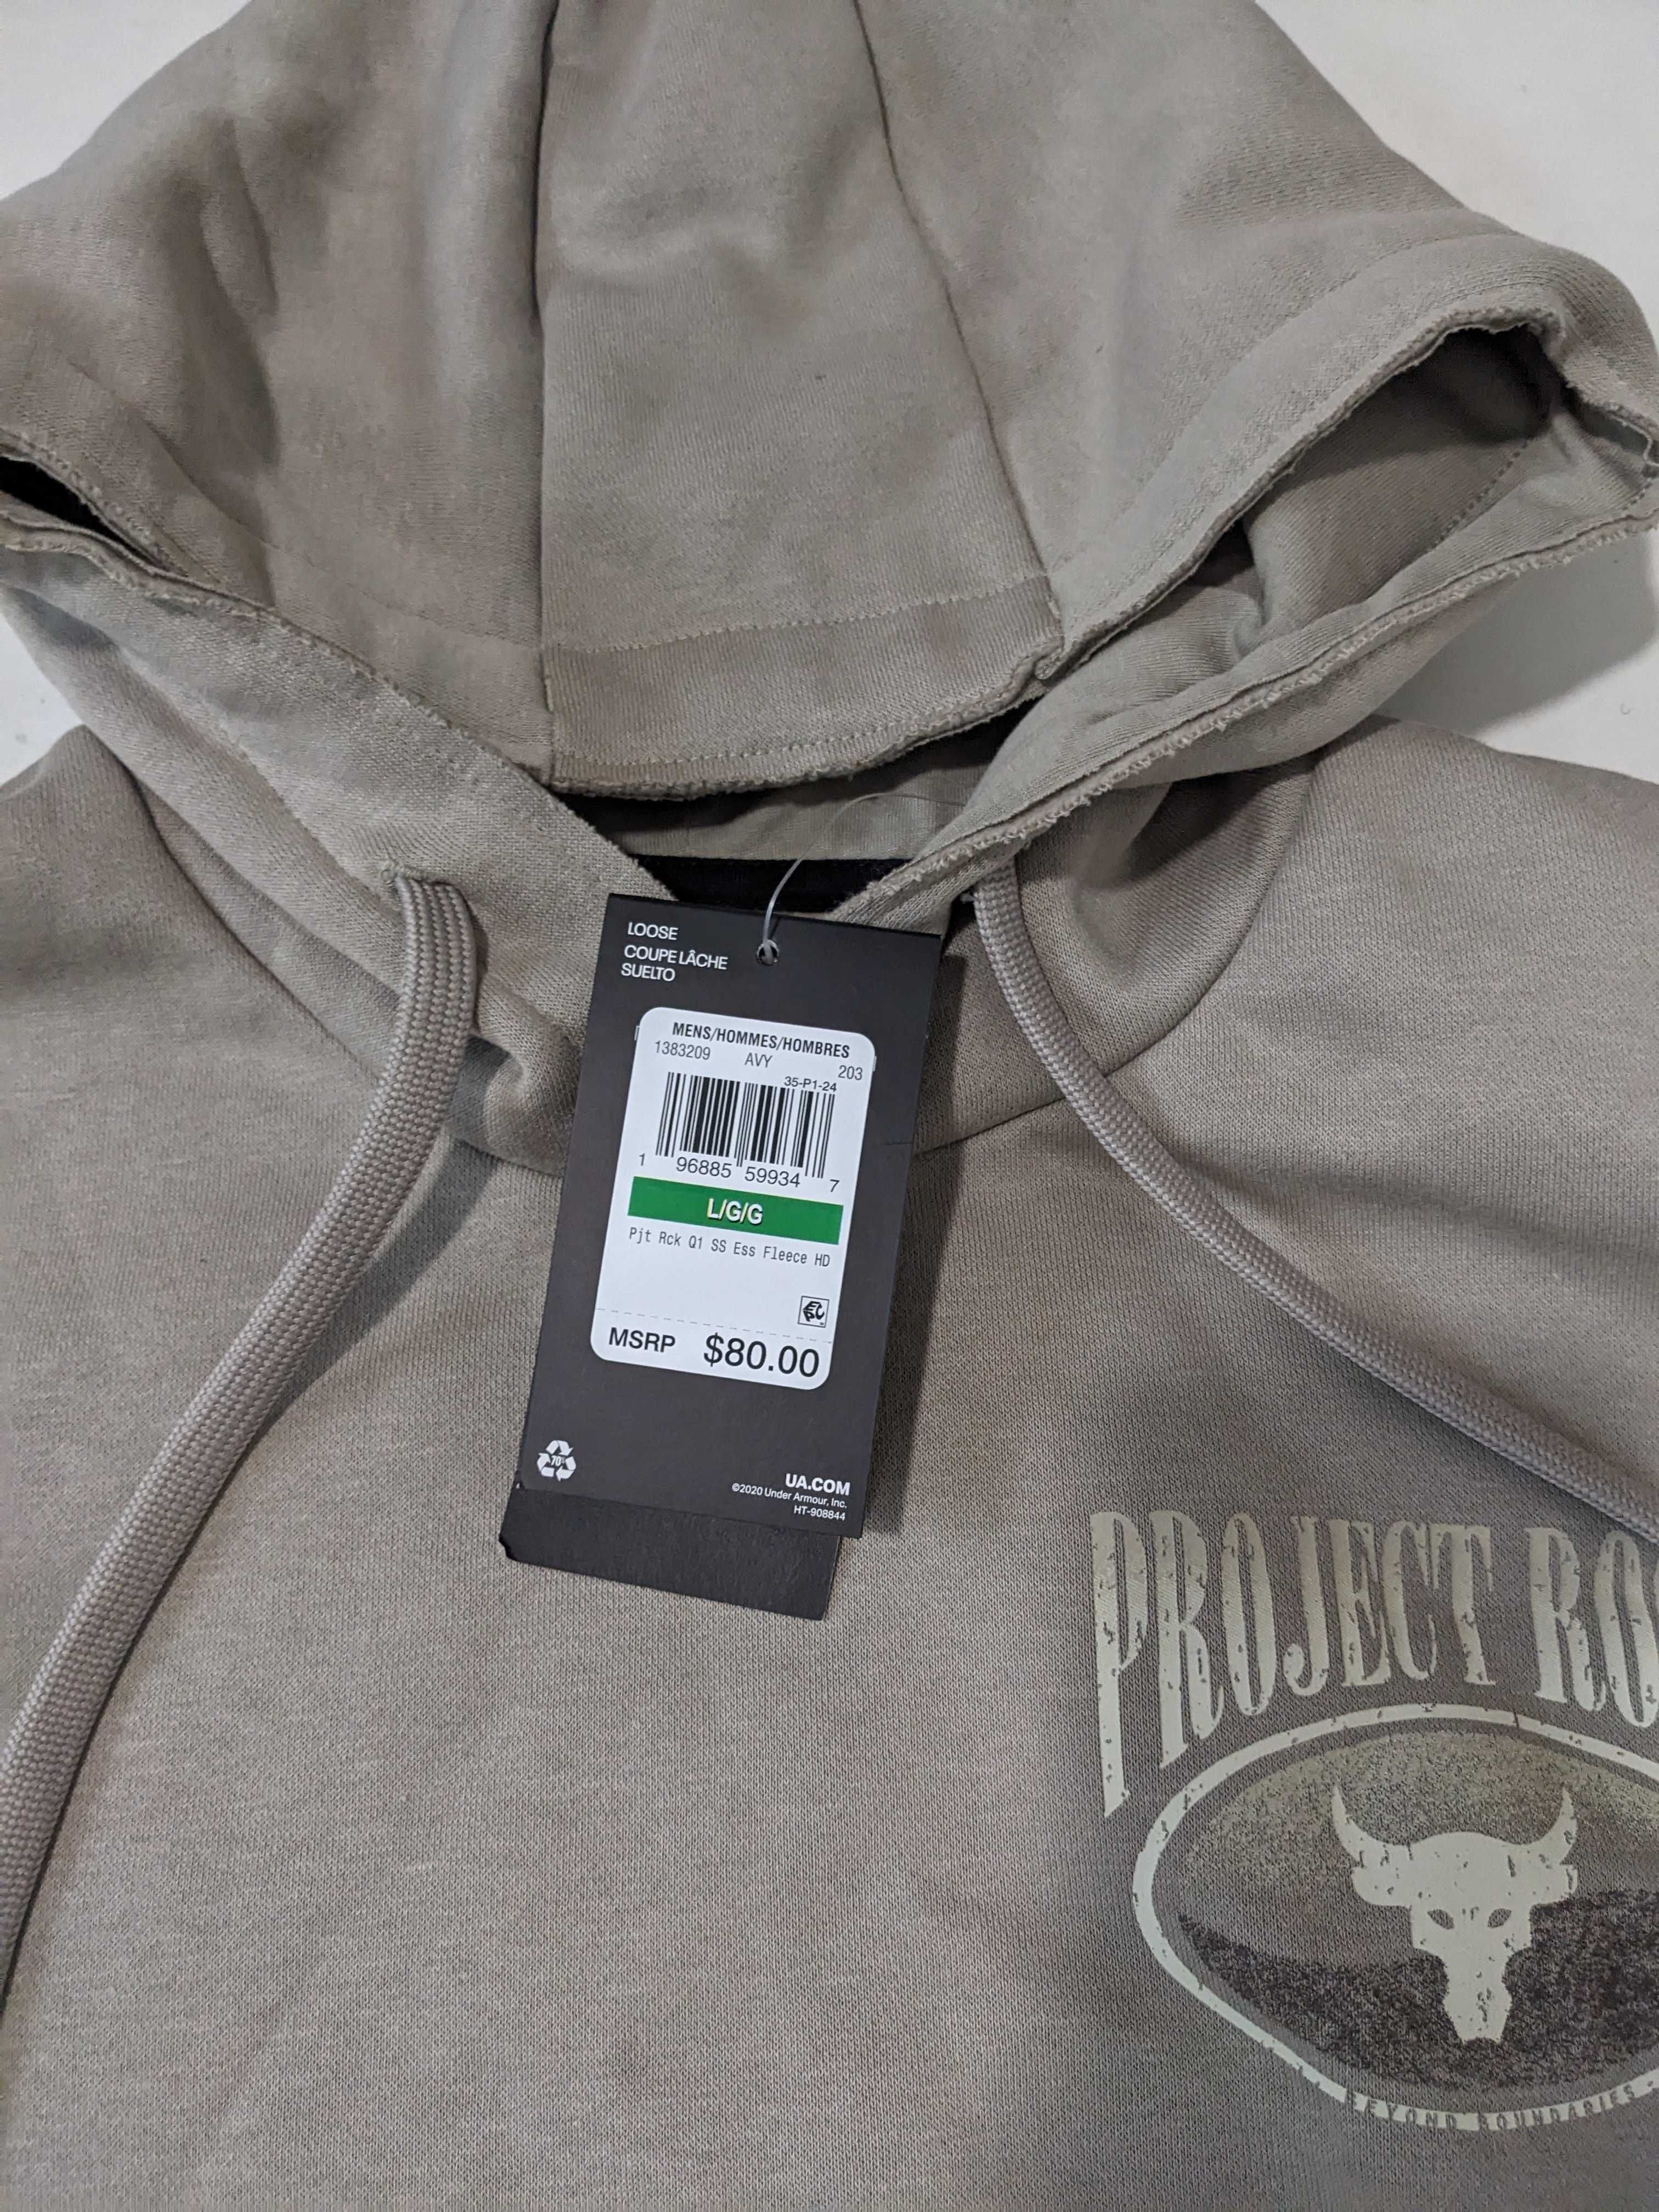 LOOSE
COUPE LÂCHE
SUELTO
MENS/HOMMES/HOMBRES
1383209 AVY 203
35-P1-24
1 96885 59934 7
L/G/G
Pjt Rck Q1 SS Ess Fleece HD
MSRP $80.00
70%
UA.COM
©2020 Under Armour, Inc.
HT-908844
PROJECT RO
BEYOND BOUNDARIES